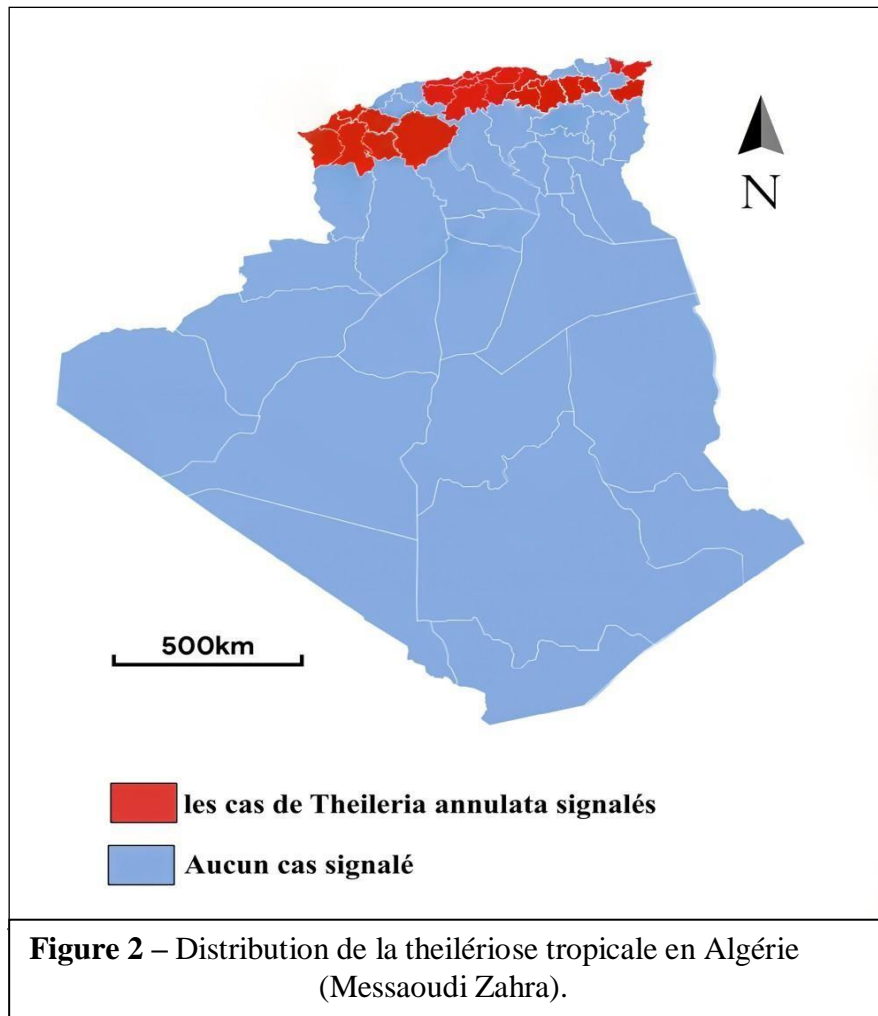 N
500km
les cas de Theileria annulata signalés
Aucun cas signalé
Figure 2 – Distribution de la theilériose tropicale en Algérie
(Messaoudi Zahra).